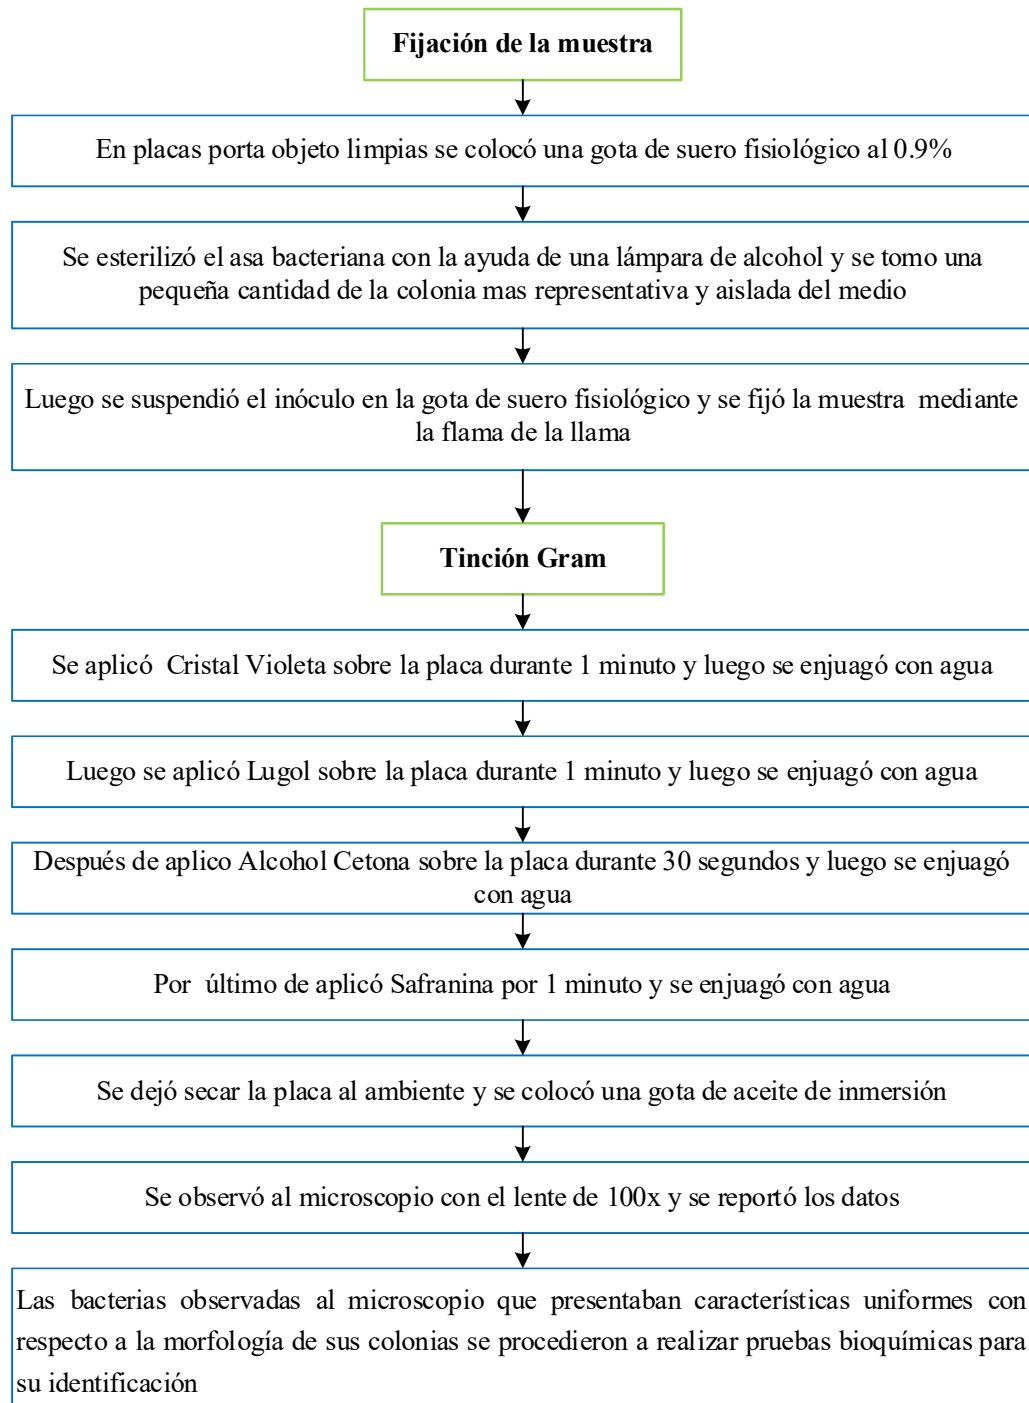 Fijación de la muestra
En placas porta objeto limpias se colocó una gota de suero fisiológico al 0.9%
Se esterilizó el asa bacteriana con la ayuda de una lámpara de alcohol y se tomo una
pequeña cantidad de la colonia mas representativa y aislada del medio
Luego se suspendió el inóculo en la gota de suero fisiológico y se fijó la muestra mediante
la flama de la llama
Tinción Gram
Se aplicó Cristal Violeta sobre la placa durante 1 minuto y luego se enjuagó con agua
Luego se aplicó Lugol sobre la placa durante 1 minuto y luego se enjuagó con agua
Después de aplico Alcohol Cetona sobre la placa durante 30 segundos y luego se enjuagó
con agua
Por último de aplicó Safranina por 1 minuto y se enjuagó con agua
Se dejó secar la placa al ambiente y se colocó una gota de aceite de inmersión
Se observó al microscopio con el lente de 100x y se reportó los datos
Las bacterias observadas al microscopio que presentaban características uniformes con
respecto a la morfología de sus colonias se procedieron a realizar pruebas bioquímicas para
su identificación